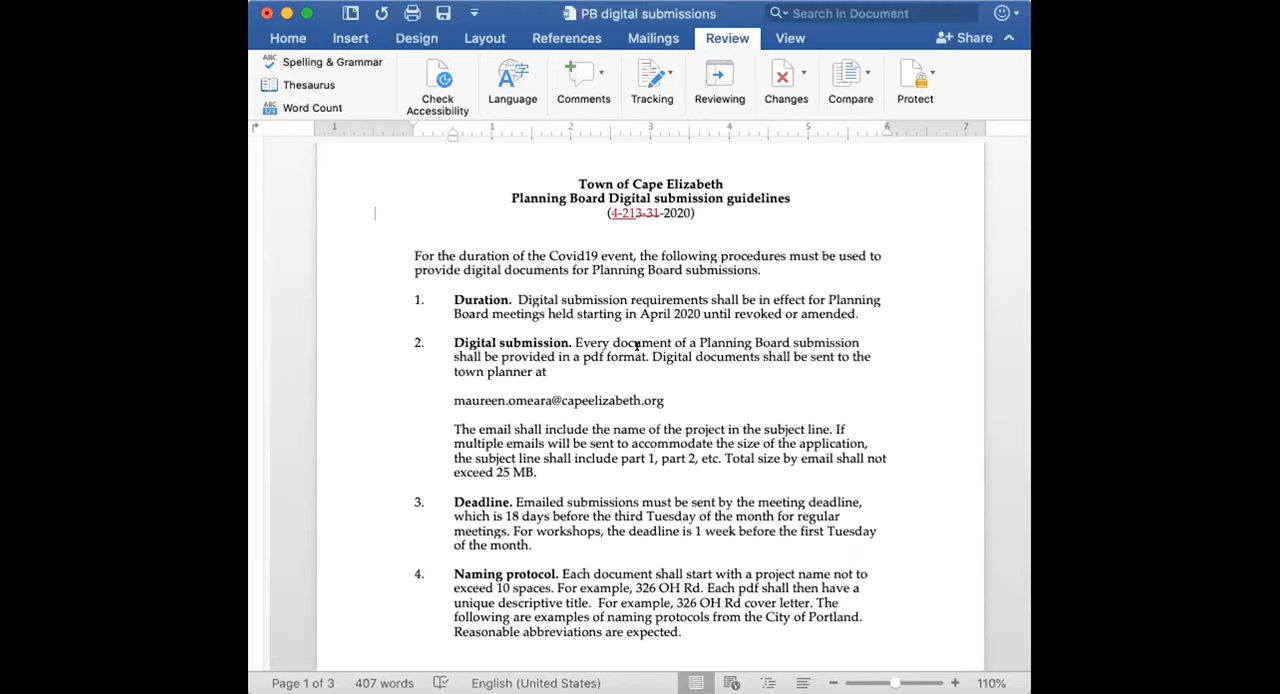 PB digital submissions
Search in Document
Home Insert Design Layout References Mailings Review View Share
ABC Spelling & Grammar
Thesaurus
ABC 123 Word Count
Check Accessibility
Language
Comments
Tracking
Reviewing
Changes
Compare
Protect
1 1 2 3 4 5 6 7
Town of Cape Elizabeth
Planning Board Digital submission guidelines
(4-213-31-2020)
For the duration of the Covid19 event, the following procedures must be used to
provide digital documents for Planning Board submissions.
1. Duration. Digital submission requirements shall be in effect for Planning
Board meetings held starting in April 2020 until revoked or amended.
2. Digital submission. Every document of a Planning Board submission
shall be provided in a pdf format. Digital documents shall be sent to the
town planner at
maureen.omeara@capeelizabeth.org
The email shall include the name of the project in the subject line. If
multiple emails will be sent to accommodate the size of the application,
the subject line shall include part 1, part 2, etc. Total size by email shall not
exceed 25 MB.
3. Deadline. Emailed submissions must be sent by the meeting deadline,
which is 18 days before the third Tuesday of the month for regular
meetings. For workshops, the deadline is 1 week before the first Tuesday
of the month.
4. Naming protocol. Each document shall start with a project name not to
exceed 10 spaces. For example, 326 OH Rd. Each pdf shall then have a
unique descriptive title. For example, 326 OH Rd cover letter. The
following are examples of naming protocols from the City of Portland.
Reasonable abbreviations are expected.
Page 1 of 3 407 words English (United States) 110%